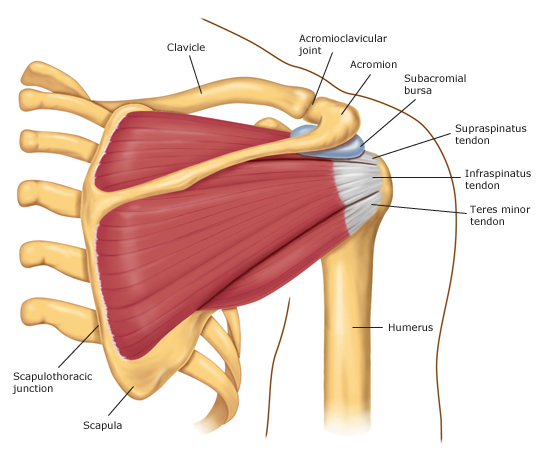 Acromioclavicular
joint
Clavicle
Acromion
Subacromial
bursa
Supraspinatus
tendon
Infraspinatus
tendon
Teres minor
tendon
Humerus
Scapulothoracic
junction
Scapula